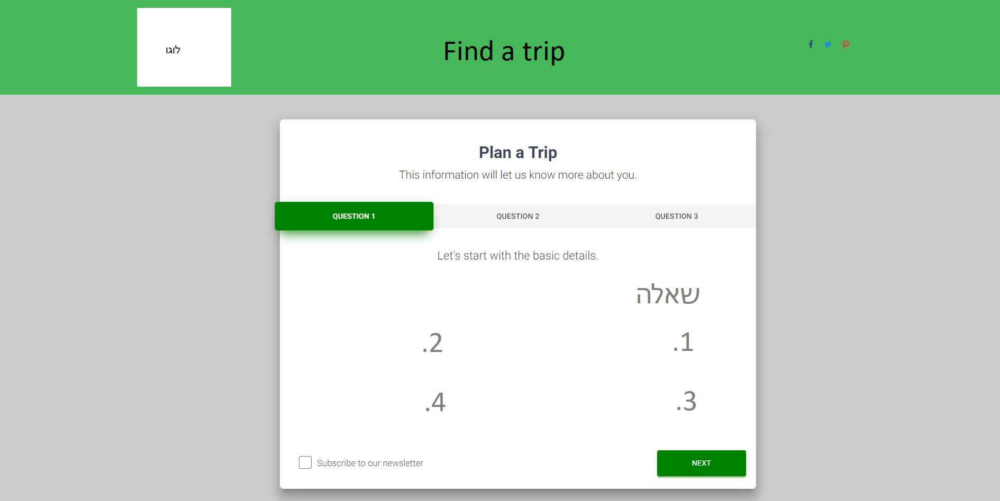 לוגו
Find a trip
Plan a Trip
This information will let us know more about you.
QUESTION 1
QUESTION 2
QUESTION 3
Let's start with the basic details.
שאלה
1.
2.
3.
4.
Subscribe to our newsletter
NEXT